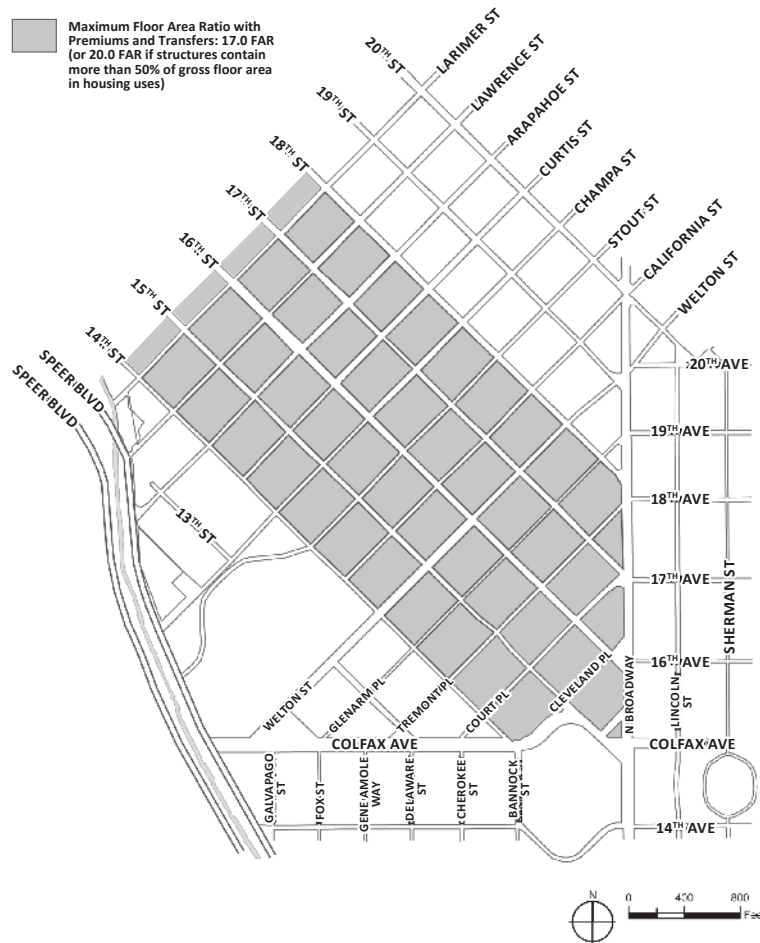 Maximum Floor Area Ratio with
Premiums and Transfers: 17.0 FAR
(or 20.0 FAR if structures contain
more than 50% of gross floor area
in housing uses)
LARIMER ST
20TH ST
LAWRENCE ST
19TH ST
ARAPAHOE ST
18TH ST
CURTIS ST
17TH ST
CHAMPA ST
16TH ST
STOUT ST
15TH ST
CALIFORNIA ST
14TH ST
WELTON ST
SPEER BLVD
SPEER BLVD
20TH AVE
19TH AVE
18TH AVE
13TH ST
17TH AVE
SHERMAN ST
16TH AVE
WELTON ST
GLENARM PL
TREMONT PL
COURT PL
CLEVELAND PL
N BROADWAY
LINCOLN
ST
COLFAX AVE
COLFAX AVE
GALVAPAGO
ST
FOX ST
GENE AMOLE
WAY
DELAWARE
ST
CHEROKEE
ST
BANNOCK
ST
14TH AVE
N
0 400 800
Fee